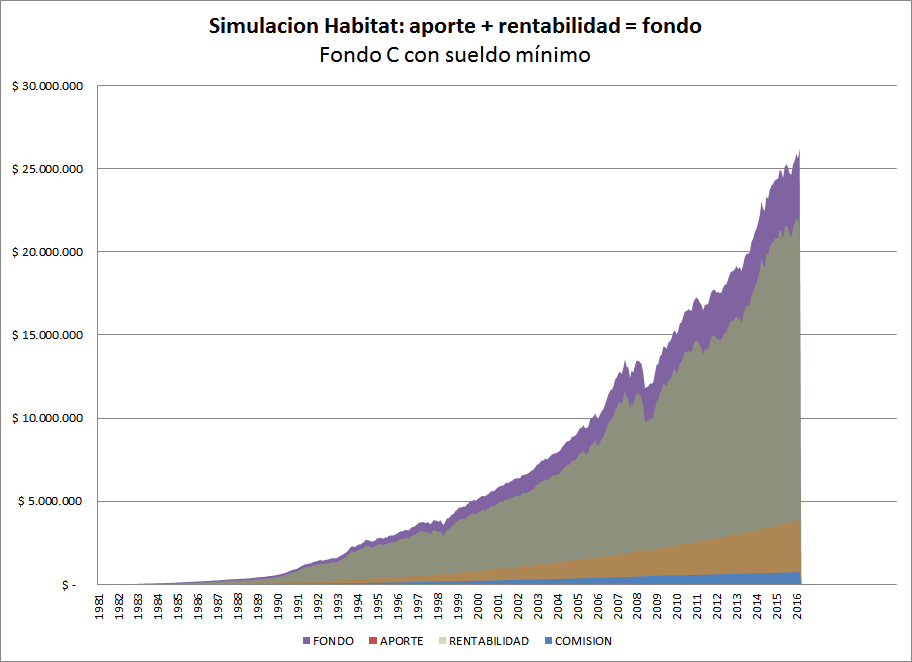 Simulacion Habitat: aporte + rentabilidad = fondo
Fondo C con sueldo mínimo
$ 30.000.000
$ 25.000.000
$ 20.000.000
$ 15.000.000
$ 10.000.000
$ 5.000.000
$ -
1981 1982 1983 1984 1985 1986 1987 1988 1989 1990 1991 1992 1993 1994 1995 1996 1997 1998 1999 2000 2001 2002 2003 2004 2005 2006 2007 2008 2009 2010 2011 2012 2013 2014 2015 2016
FONDO APORTE RENTABILIDAD COMISION